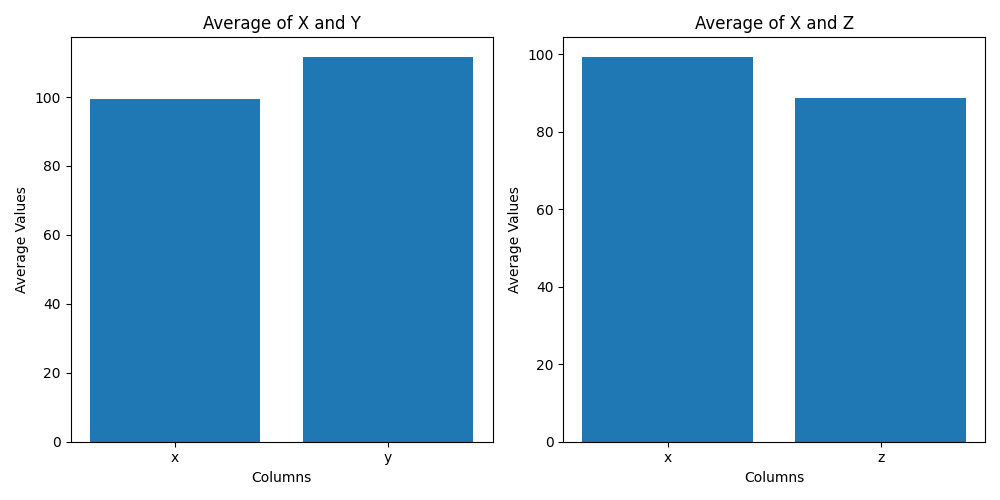 Average of X and Y
Average Values
100
80
60
40
20
0
x y
Columns
Average of X and Z
Average Values
100
80
60
40
20
0
x z
Columns